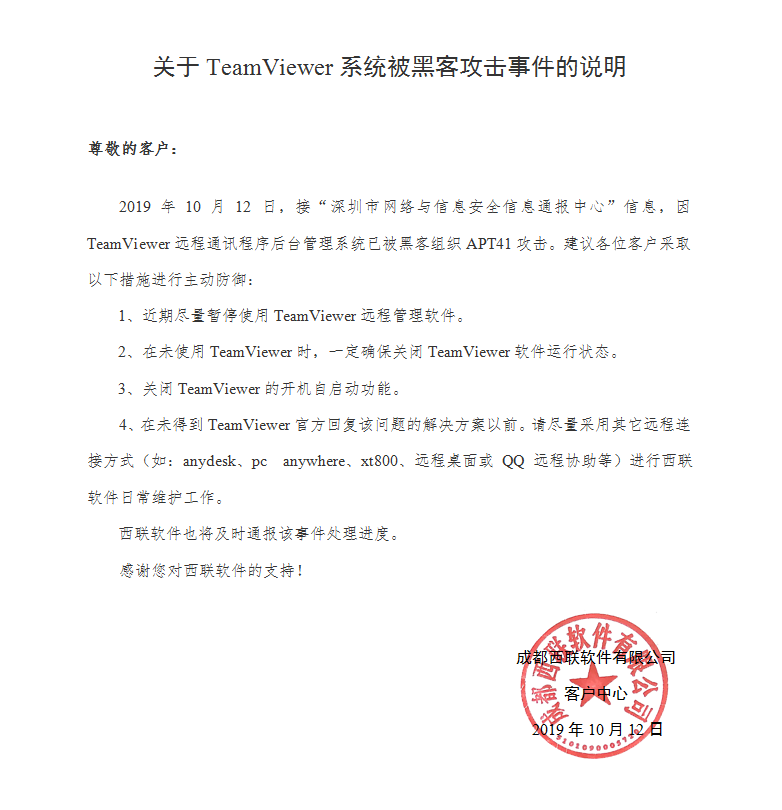 关于 TeamViewer 系统被黑客攻击事件的说明
尊敬的客户：
2019 年 10 月 12 日，接“深圳市网络与信息安全信息通报中心”信息，因
TeamViewer 远程通讯程序后台管理系统已被黑客组织 APT41 攻击。建议各位客户采取
以下措施进行主动防御：
1、近期尽量暂停使用 TeamViewer 远程管理软件。
2、在未使用 TeamViewer 时，一定确保关闭 TeamViewer 软件运行状态。
3、关闭 TeamViewer 的开机自启动功能。
4、在未得到 TeamViewer 官方回复该问题的解决方案以前。请尽量采用其它远程连
接方式（如：anydesk、pc anywhere、xt800、远程桌面或 QQ 远程协助等）进行西联
软件日常维护工作。
西联软件也将及时通报该事件处理进度。
感谢您对西联软件的支持！
成都西联软件有限公司
成都西联软件有限公司
客户中心
2019 年 10 月 12 日